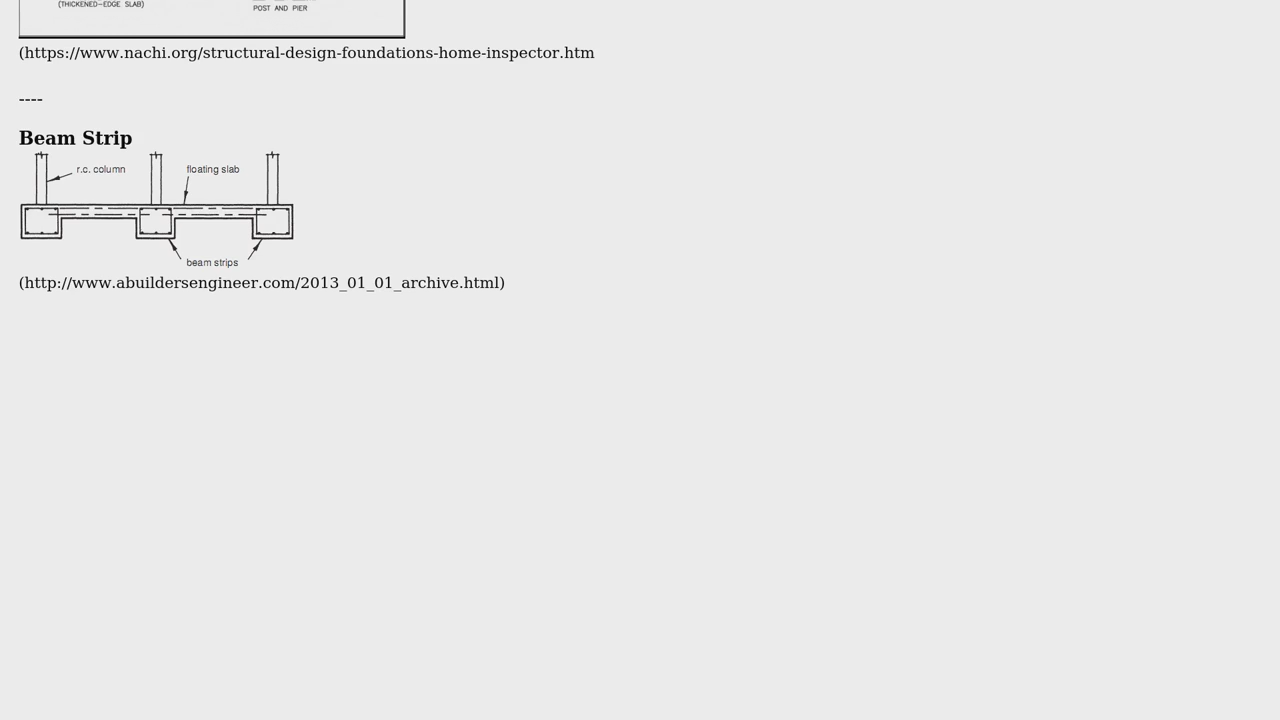 (THICKENED-EDGE SLAB)
POST AND PIER
(https://www.nachi.org/structural-design-foundations-home-inspector.htm
----
Beam Strip
r.c. column
floating slab
beam strips
(http://www.abuildersengineer.com/2013_01_01_archive.html)